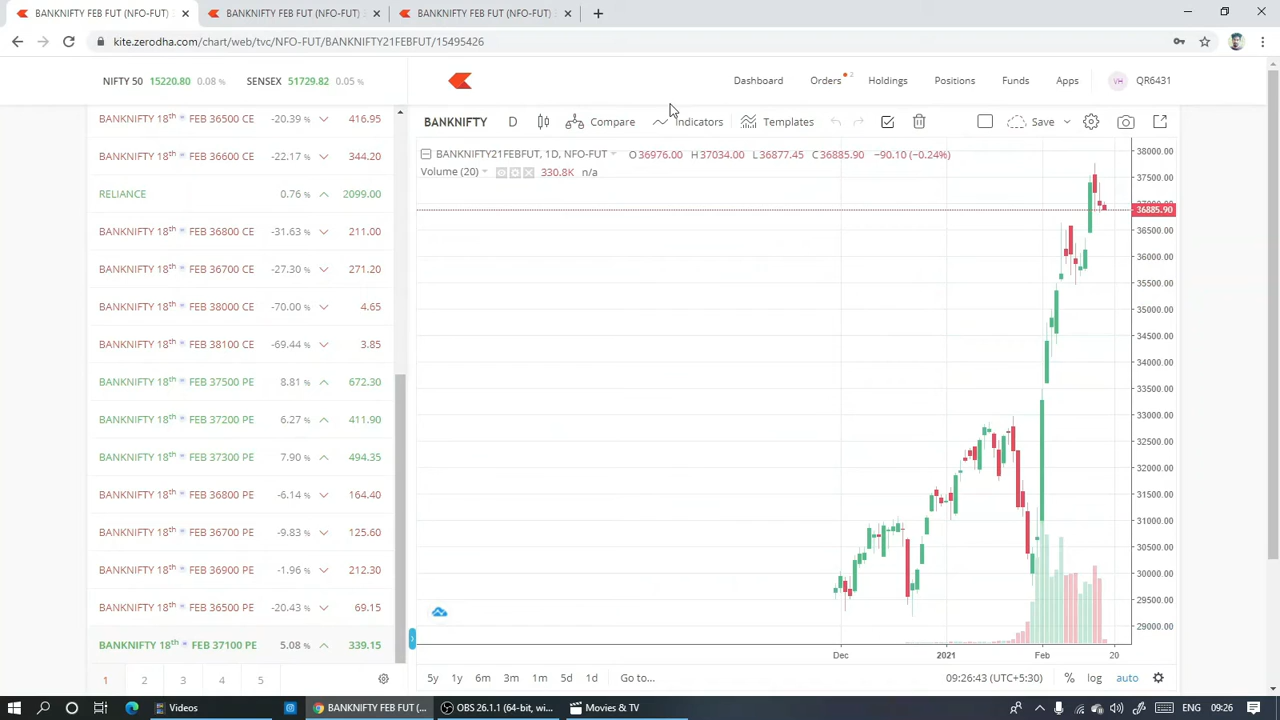 BANKNIFTY FEB FUT (NFO-FUT)
BANKNIFTY FEB FUT (NFO-FUT)
BANKNIFTY FEB FUT (NFO-FUT)
kite.zerodha.com/chart/web/tvc/NFO-FUT/BANKNIFTY21FEBFUT/15495426
NIFTY 50 15220.80 0.08 % SENSEX 51729.82 0.05 %
Dashboard Orders 2 Holdings Positions Funds Apps VH QR6431
BANKNIFTY 18th FEB 36500 CE -20.39 % 416.95
BANKNIFTY 18th FEB 36600 CE -22.17 % 344.20
RELIANCE 0.76 % 2099.00
BANKNIFTY 18th FEB 36800 CE -31.63 % 211.00
BANKNIFTY 18th FEB 36700 CE -27.30 % 271.20
BANKNIFTY 18th FEB 38000 CE -70.00 % 4.65
BANKNIFTY 18th FEB 38100 CE -69.44 % 3.85
BANKNIFTY 18th FEB 37500 PE 8.81 % 672.30
BANKNIFTY 18th FEB 37200 PE 6.27 % 411.90
BANKNIFTY 18th FEB 37300 PE 7.90 % 494.35
BANKNIFTY 18th FEB 36800 PE -6.14 % 164.40
BANKNIFTY 18th FEB 36700 PE -9.83 % 125.60
BANKNIFTY 18th FEB 36900 PE -1.96 % 212.30
BANKNIFTY 18th FEB 36500 PE -20.43 % 69.15
BANKNIFTY 18th FEB 37100 PE 5.08 % 339.15
1 2 3 4 5
BANKNIFTY D Compare Indicators Templates Save
BANKNIFTY21FEBFUT, 1D, NFO-FUT O36976.00 H37034.00 L36877.45 C36885.90 −90.10 (−0.24%)
Volume (20) 330.8K n/a
38000.00
37500.00
36885.90
36500.00
36000.00
35500.00
35000.00
34500.00
34000.00
33500.00
33000.00
32500.00
32000.00
31500.00
31000.00
30500.00
30000.00
29500.00
29000.00
Dec 2021 Feb 20
5y 1y 6m 3m 1m 5d 1d Go to... 09:26:43 (UTC+5:30) % log auto
Videos BANKNIFTY FEB FUT (... OBS 26.1.1 (64-bit, wi... Movies & TV ENG 09:26